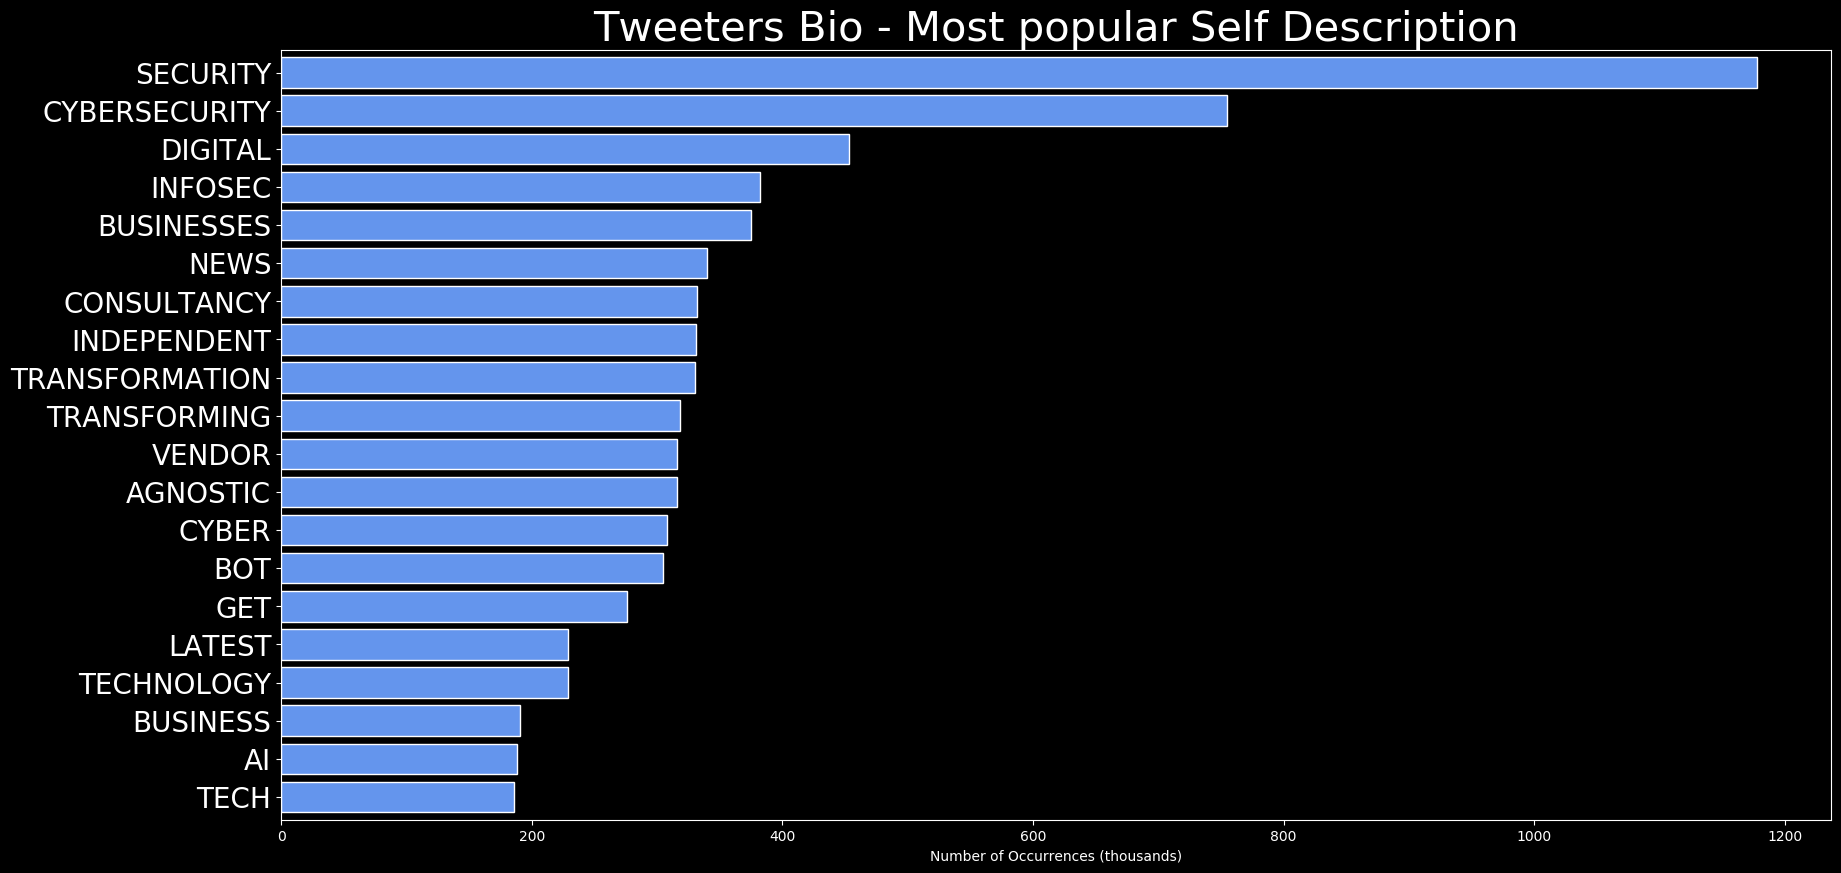 Tweeters Bio - Most popular Self Description
SECURITY
CYBERSECURITY
DIGITAL
INFOSEC
BUSINESSES
NEWS
CONSULTANCY
INDEPENDENT
TRANSFORMATION
TRANSFORMING
VENDOR
AGNOSTIC
CYBER
BOT
GET
LATEST
TECHNOLOGY
BUSINESS
AI
TECH
0 200 400 600 800 1000 1200
Number of Occurrences (thousands)